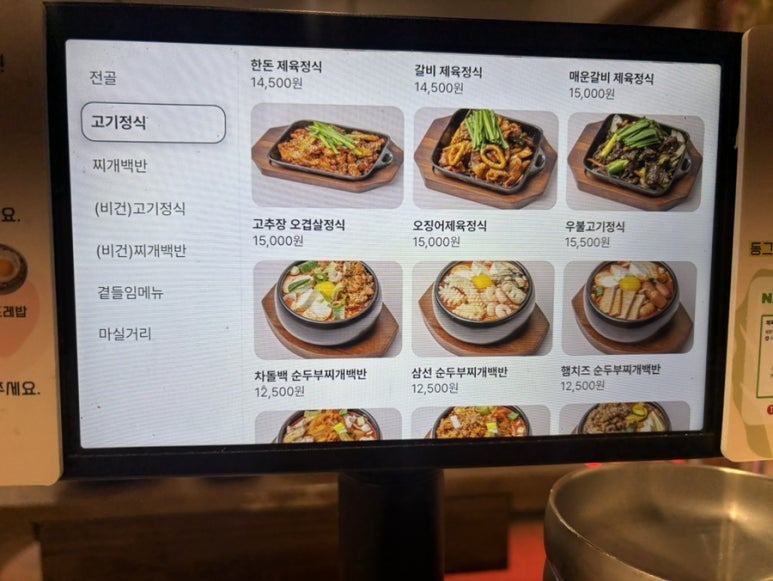 전골
고기정식
찌개백반
(비건)고기정식
(비건)찌개백반
곁들임메뉴
마실거리
한돈 제육정식
14,500원
갈비 제육정식
14,500원
매운갈비 제육정식
15,000원
고추장 오겹살정식
15,000원
오징어제육정식
15,000원
우불고기정식
15,500원
차돌백 순두부찌개백반
12,500원
삼선 순두부찌개백반
12,500원
햄치즈 순두부찌개백반
12,500원
요.
주세요.
동그